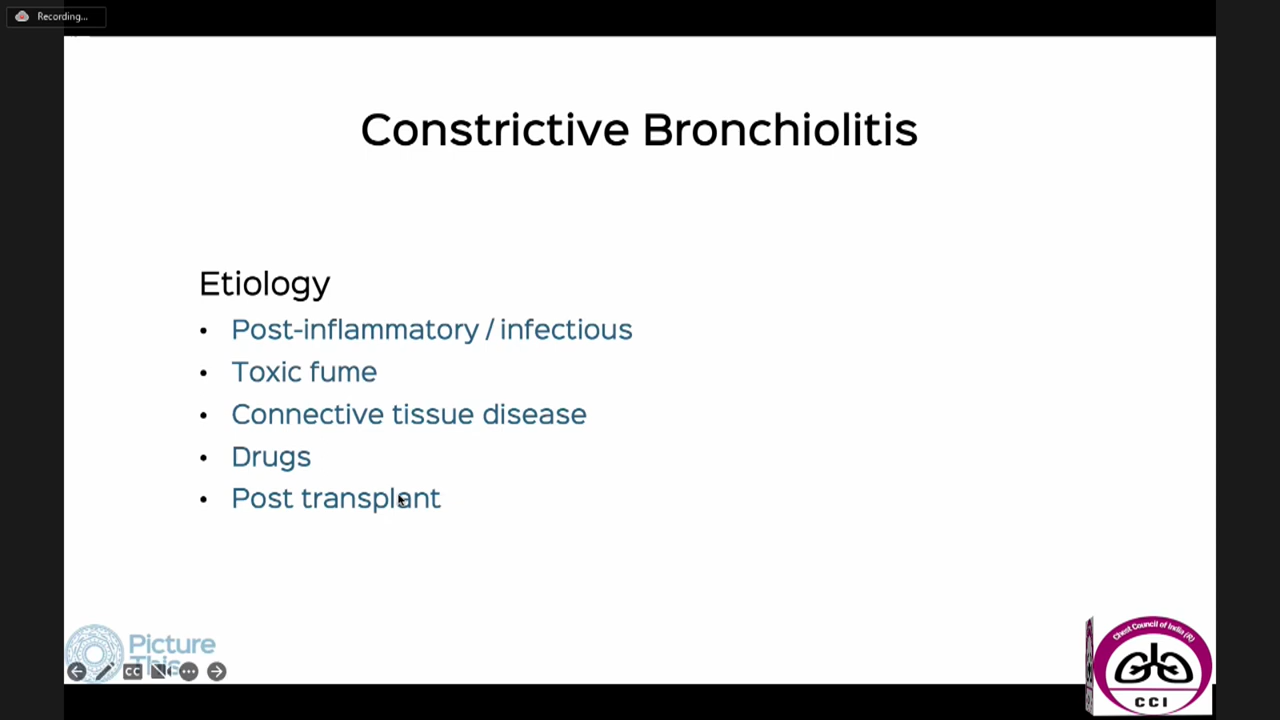 Recording...
Constrictive Bronchiolitis
Etiology
• Post-inflammatory / infectious
• Toxic fume
• Connective tissue disease
• Drugs
• Post transplant
Picture
This
CC
Chest Council of India (R)
CCI